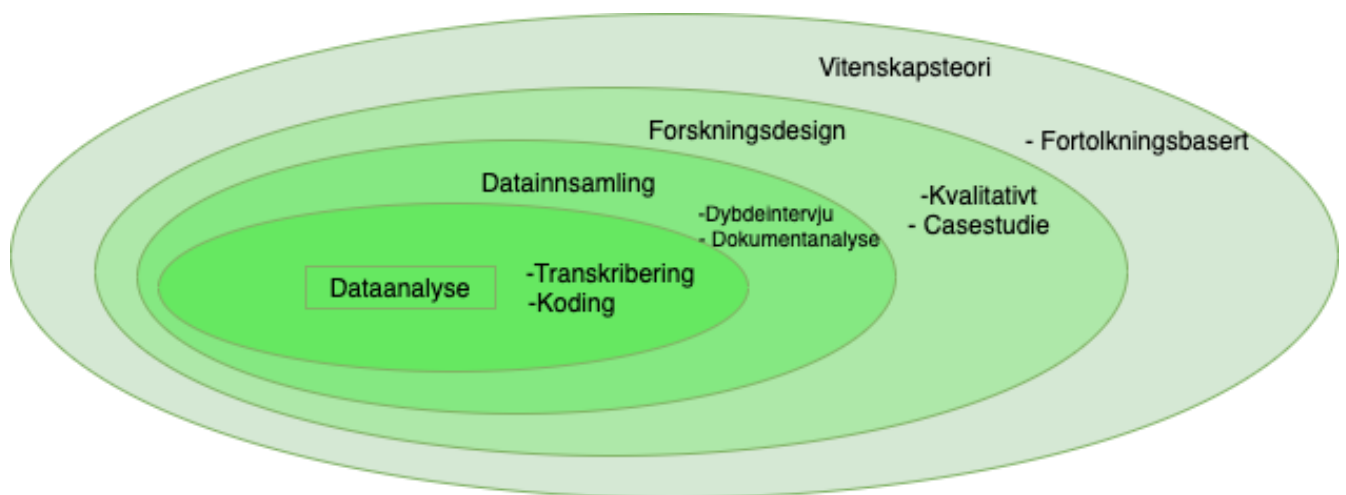 Vitenskapsteori
- Fortolkningsbasert
Forskningsdesign
-Kvalitativt
- Casestudie
Datainnsamling
-Dybdeintervju
- Dokumentanalyse
Dataanalyse
-Transkribering
-Koding